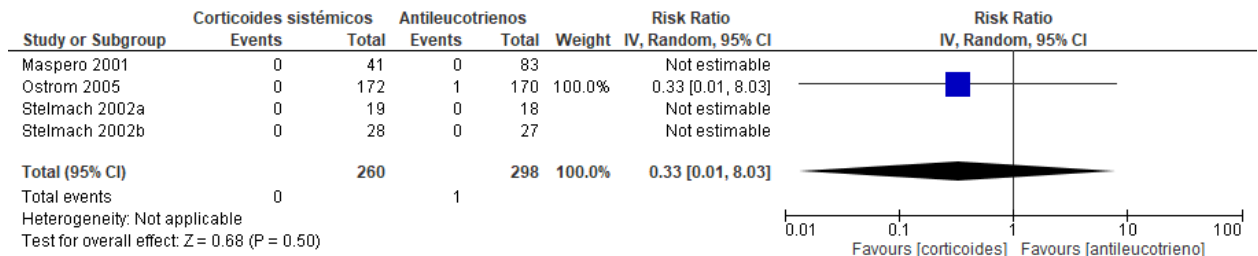 Corticoides sistémicos Antileucotrienos Risk Ratio Risk Ratio
Study or Subgroup Events Total Events Total Weight IV, Random, 95% CI IV, Random, 95% CI
Maspero 2001 0 41 0 83 Not estimable
Ostrom 2005 0 172 1 170 100.0% 0.33 [0.01, 8.03]
Stelmach 2002a 0 19 0 18 Not estimable
Stelmach 2002b 0 28 0 27 Not estimable
Total (95% CI) 260 298 100.0% 0.33 [0.01, 8.03]
Total events 0 1
Heterogeneity: Not applicable
Test for overall effect: Z = 0.68 (P = 0.50)
0.01 0.1 1 10 100
Favours [corticoides] Favours [antileucotrieno]